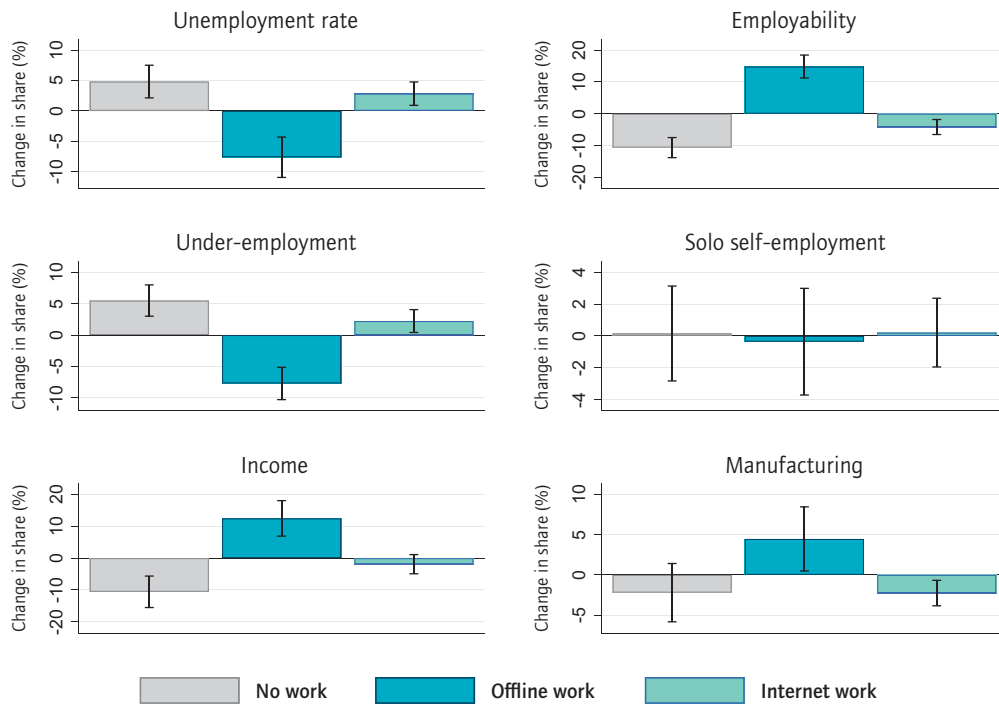 Unemployment rate
Change in share (%)
10
5
0
-5
-10
Employability
Change in share (%)
20
10
0
-10
-20
Under-employment
Change in share (%)
10
5
0
-5
-10
Solo self-employment
Change in share (%)
4
2
0
-2
-4
Income
Change in share (%)
20
10
0
-10
-20
Manufacturing
Change in share (%)
10
5
0
-5
No work Offline work Internet work